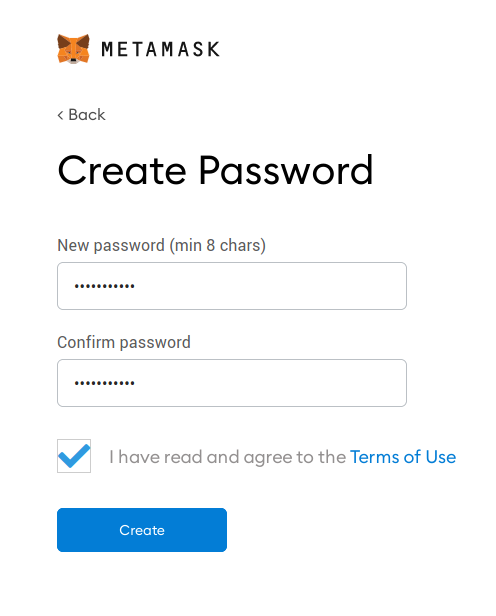 METAMASK
< Back
Create Password
New password (min 8 chars)
•••••••••••
Confirm password
•••••••••••
I have read and agree to the Terms of Use
Create